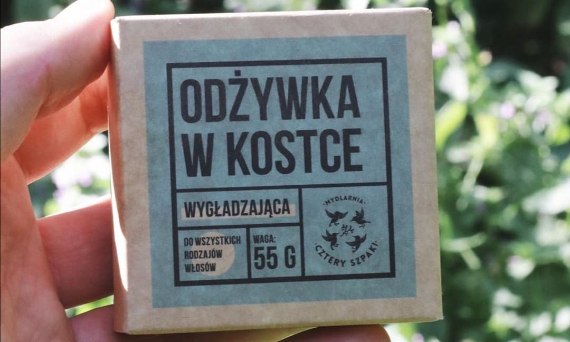 ODŻYWKA
W KOSTCE
WYGŁADZAJĄCA
DO WSZYSTKICH
RODZAJÓW
WŁOSÓW
WAGA:
55 G
MYDLARNIA
CZTERY SZPAKI